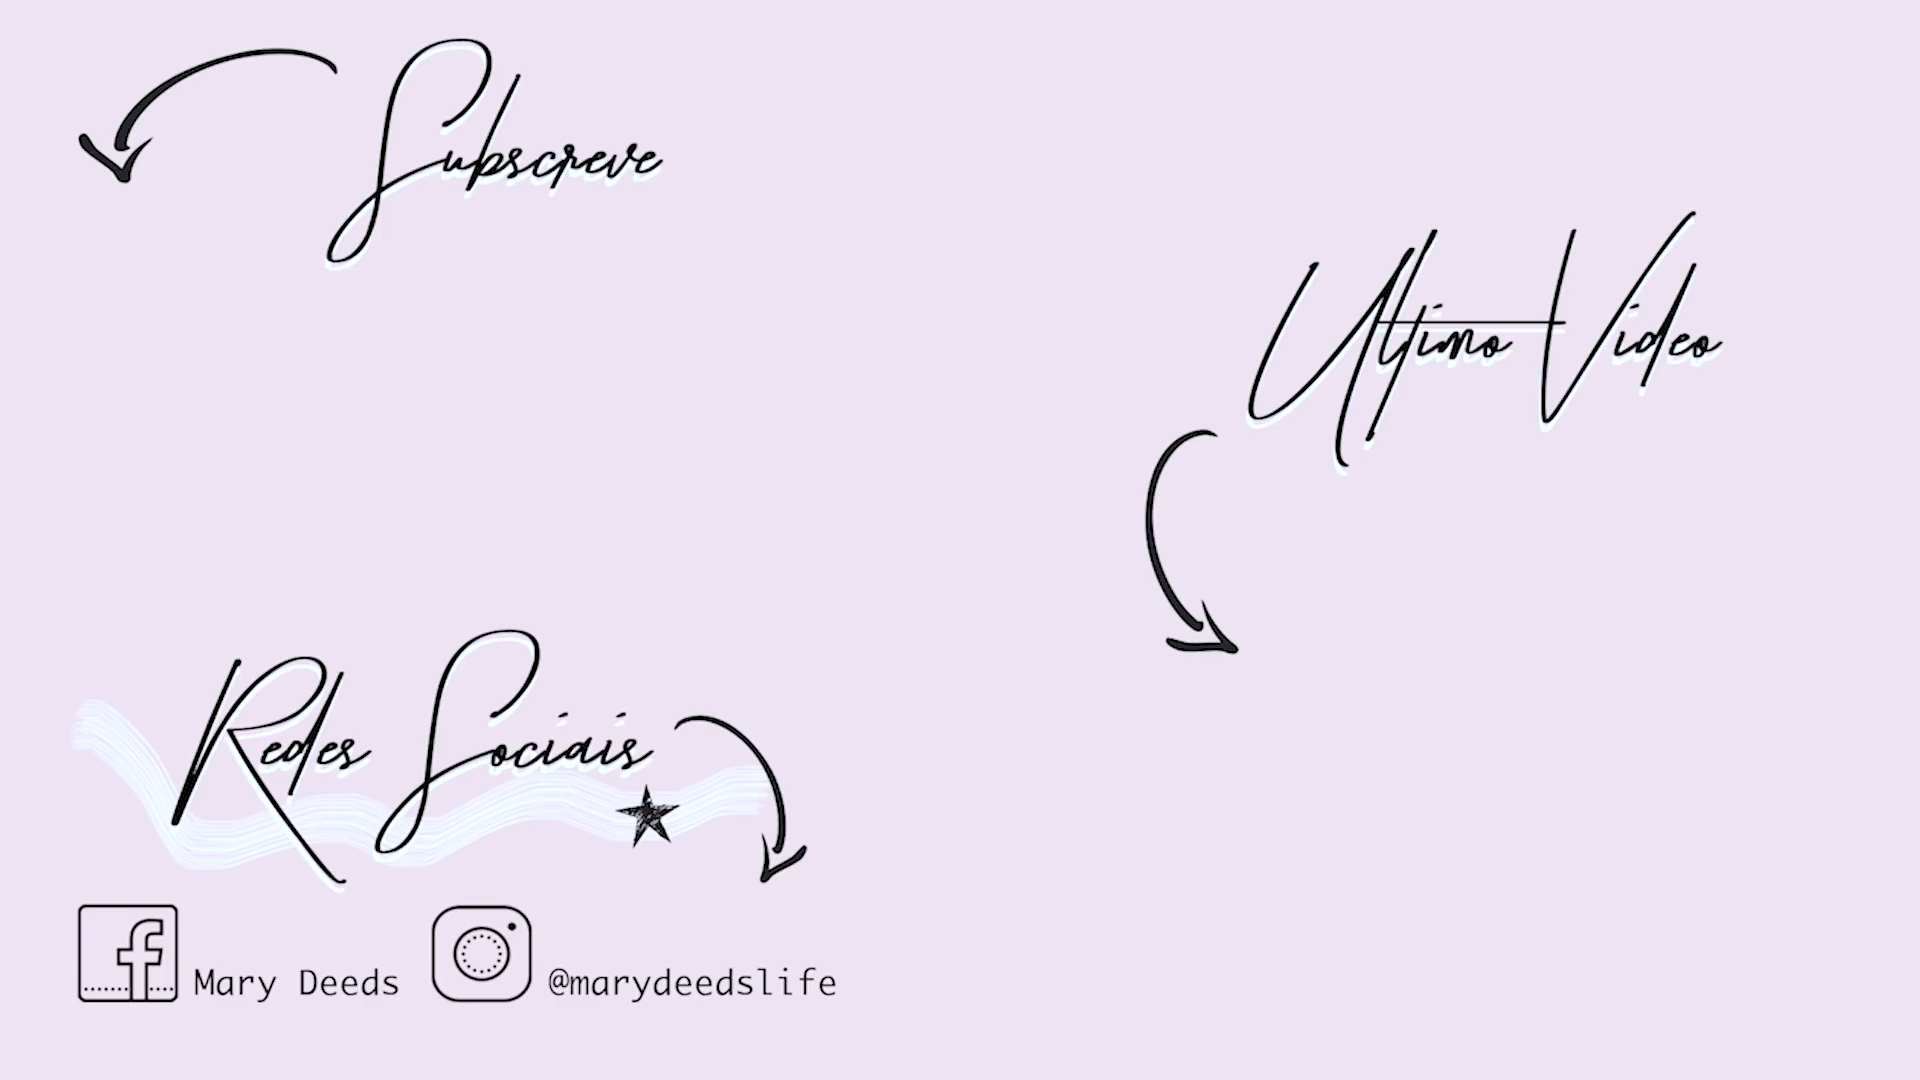 Subscreve
Ultimo Video
Redes Sociais
Mary Deeds
@marydeedslife